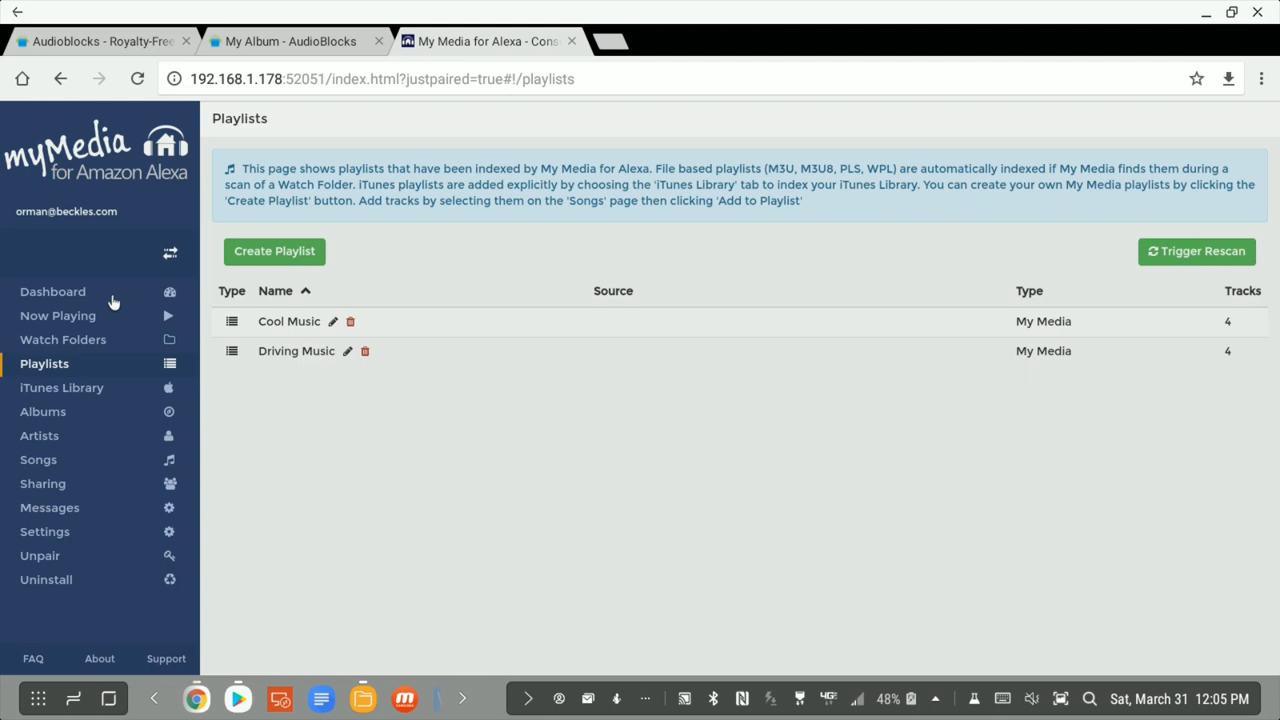 Audioblocks - Royalty-Free
My Album - AudioBlocks
My Media for Alexa - Cons
192.168.1.178:52051/index.html?justpaired=true#!/playlists
myMedia
for Amazon Alexa
orman@beckles.com
Dashboard
Now Playing
Watch Folders
Playlists
iTunes Library
Albums
Artists
Songs
Sharing
Messages
Settings
Unpair
Uninstall
FAQ About Support
Playlists
This page shows playlists that have been indexed by My Media for Alexa. File based playlists (M3U, M3U8, PLS, WPL) are automatically indexed if My Media finds them during a
scan of a Watch Folder. iTunes playlists are added explicitly by choosing the 'iTunes Library' tab to index your iTunes Library. You can create your own My Media playlists by clicking the
'Create Playlist' button. Add tracks by selecting them on the 'Songs' page then clicking 'Add to Playlist'
Create Playlist
Trigger Rescan
Type Name Source Type Tracks
Cool Music My Media 4
Driving Music My Media 4
4G 48% Sat, March 31 12:05 PM